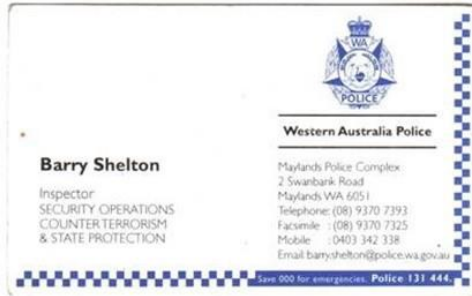 WA
POLICE
Western Australia Police
Barry Shelton
Inspector
SECURITY OPERATIONS
COUNTERTERRORISM
& STATE PROTECTION
Maylands Police Complex
2 Swanbank Road
Maylands WA 6051
Telephone: (08) 9370 7393
Facsimile : (08) 9370 7325
Mobile : 0403 342 338
Email: barry.shelton@police.wa.gov.au
Save 000 for emergencies. Police 131 444.